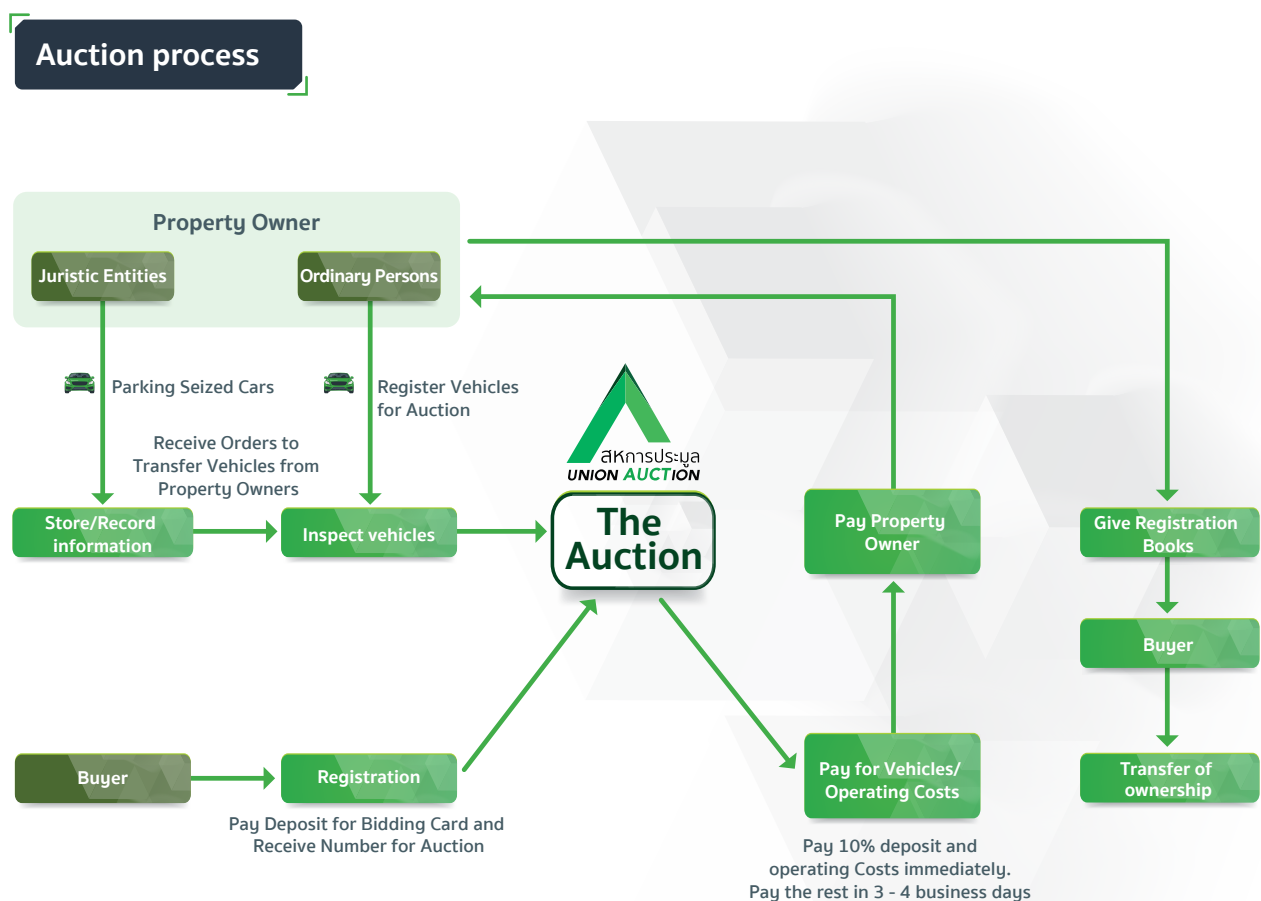 Auction process
Property Owner
Juristic Entities
Ordinary Persons
Parking Seized Cars
Register Vehicles
for Auction
Receive Orders to
Transfer Vehicles from
Property Owners
Store/Record
information
Inspect vehicles
สหการประมูล
UNION AUCTION
The
Auction
Pay Property
Owner
Give Registration
Books
Buyer
Buyer
Registration
Pay Deposit for Bidding Card and
Receive Number for Auction
Pay for Vehicles/
Operating Costs
Pay 10% deposit and
operating Costs immediately.
Pay the rest in 3 - 4 business days
Transfer of
ownership